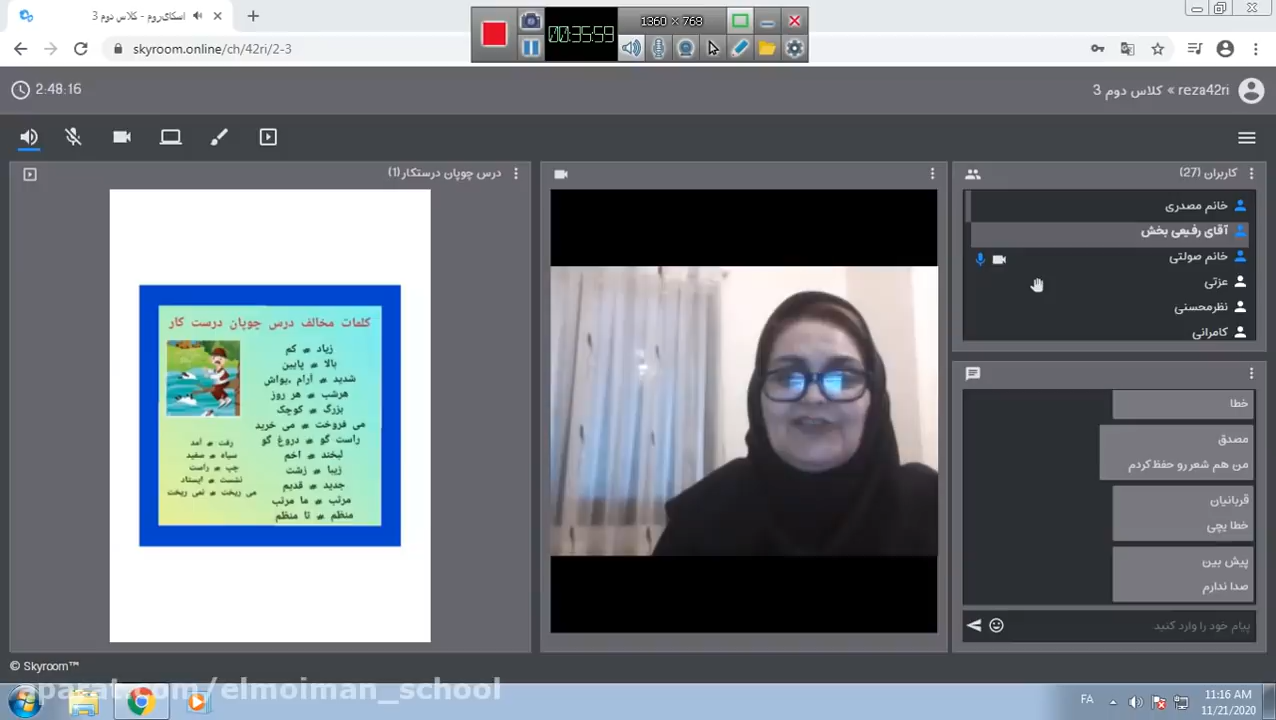 اسکای‌روم - کلاس دوم 3
00:35:59
1360 × 768
skyroom.online/ch/42ri/2-3
2:48:16
reza42ri » کلاس دوم 3
درس چوپان درستکار(1)
کلمات مخالف درس چوپان درست کار
زیاد ≠ کم
بالا ≠ پایین
شدید ≠ آرام ،یواش
هرشب ≠ هر روز
بزرگ ≠ کوچک
می فروخت ≠ می خرید
راست گو ≠ دروغ گو
لبخند ≠ اخم
زیبا ≠ زشت
جدید ≠ قدیم
مرتب ≠ نا مرتب
منظم ≠ نا منظم
رفت ≠ آمد
سیاه ≠ سفید
چپ ≠ راست
نشست ≠ ایستاد
می ریخت ≠ نمی ریخت
کاربران (27)
خانم مصدری
آقای رفیعی بخش
خانم صولتی
عزتی
نظرمحسنی
کامرانی
خطا
مصدق
من هم شعر رو حفظ کردم
قربانیان
خطا بچی
پیش بین
صدا ندارم
پیام خود را وارد کنید
© Skyroom™
aparat.com/elmoiman_school
FA
11:16 AM
11/21/2020